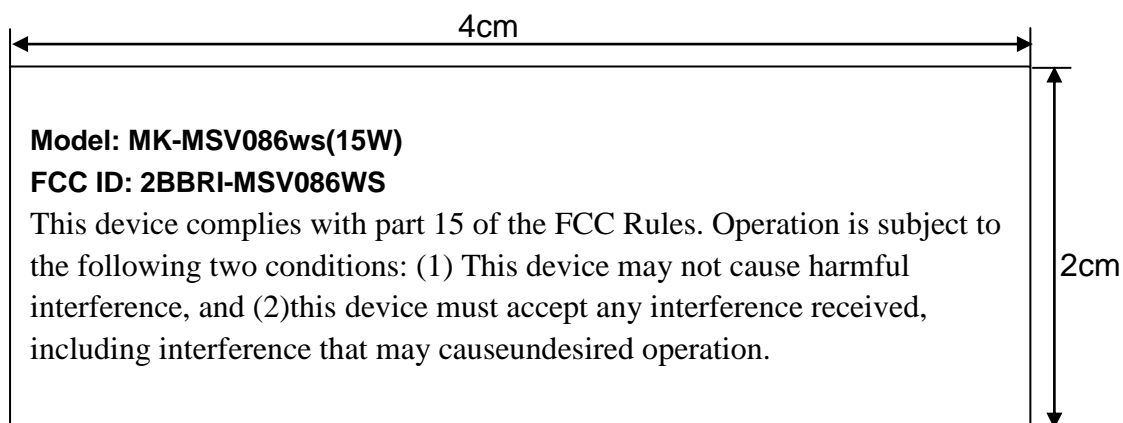 4cm
Model: MK-MSV086ws(15W)
FCC ID: 2BBRI-MSV086WS
This device complies with part 15 of the FCC Rules. Operation is subject to
the following two conditions: (1) This device may not cause harmful
interference, and (2)this device must accept any interference received,
including interference that may causeundesired operation.
2cm